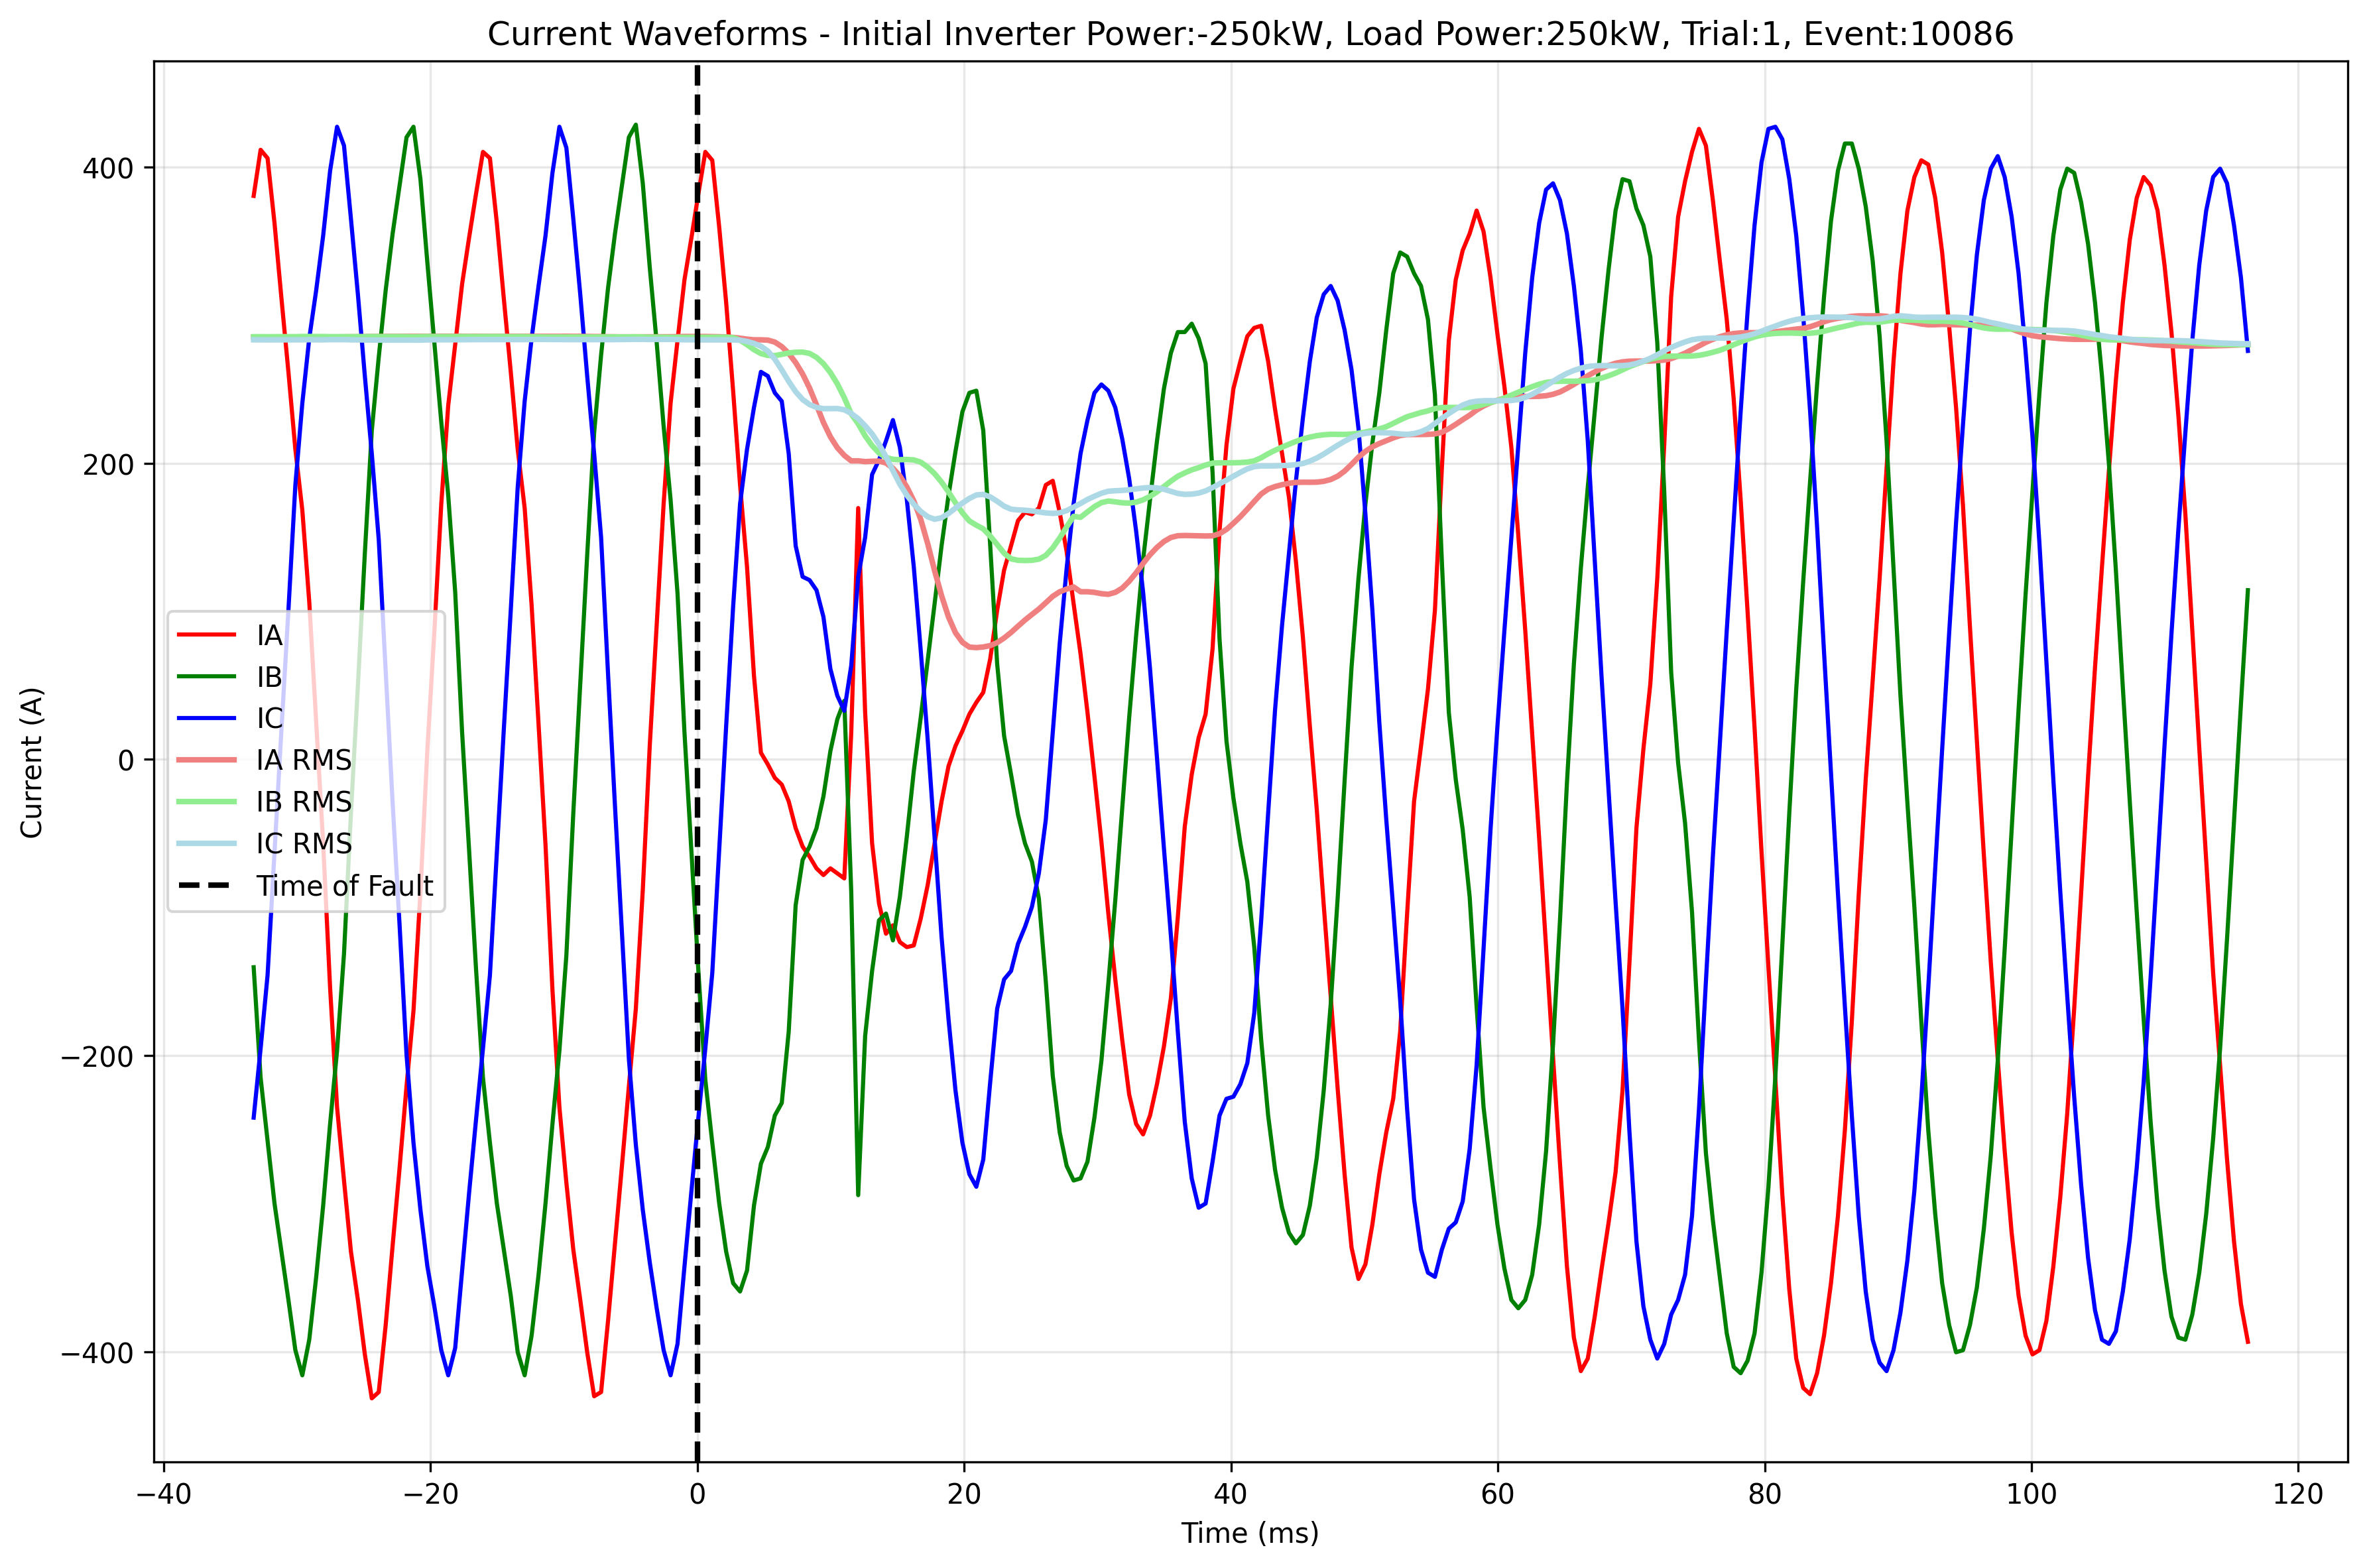 Current Waveforms - Initial Inverter Power:-250kW, Load Power:250kW, Trial:1, Event:10086
Current (A)
400
200
0
−200
−400
IA
IB
IC
IA RMS
IB RMS
IC RMS
Time of Fault
−40
−20
0
20
40
60
80
100
120
Time (ms)